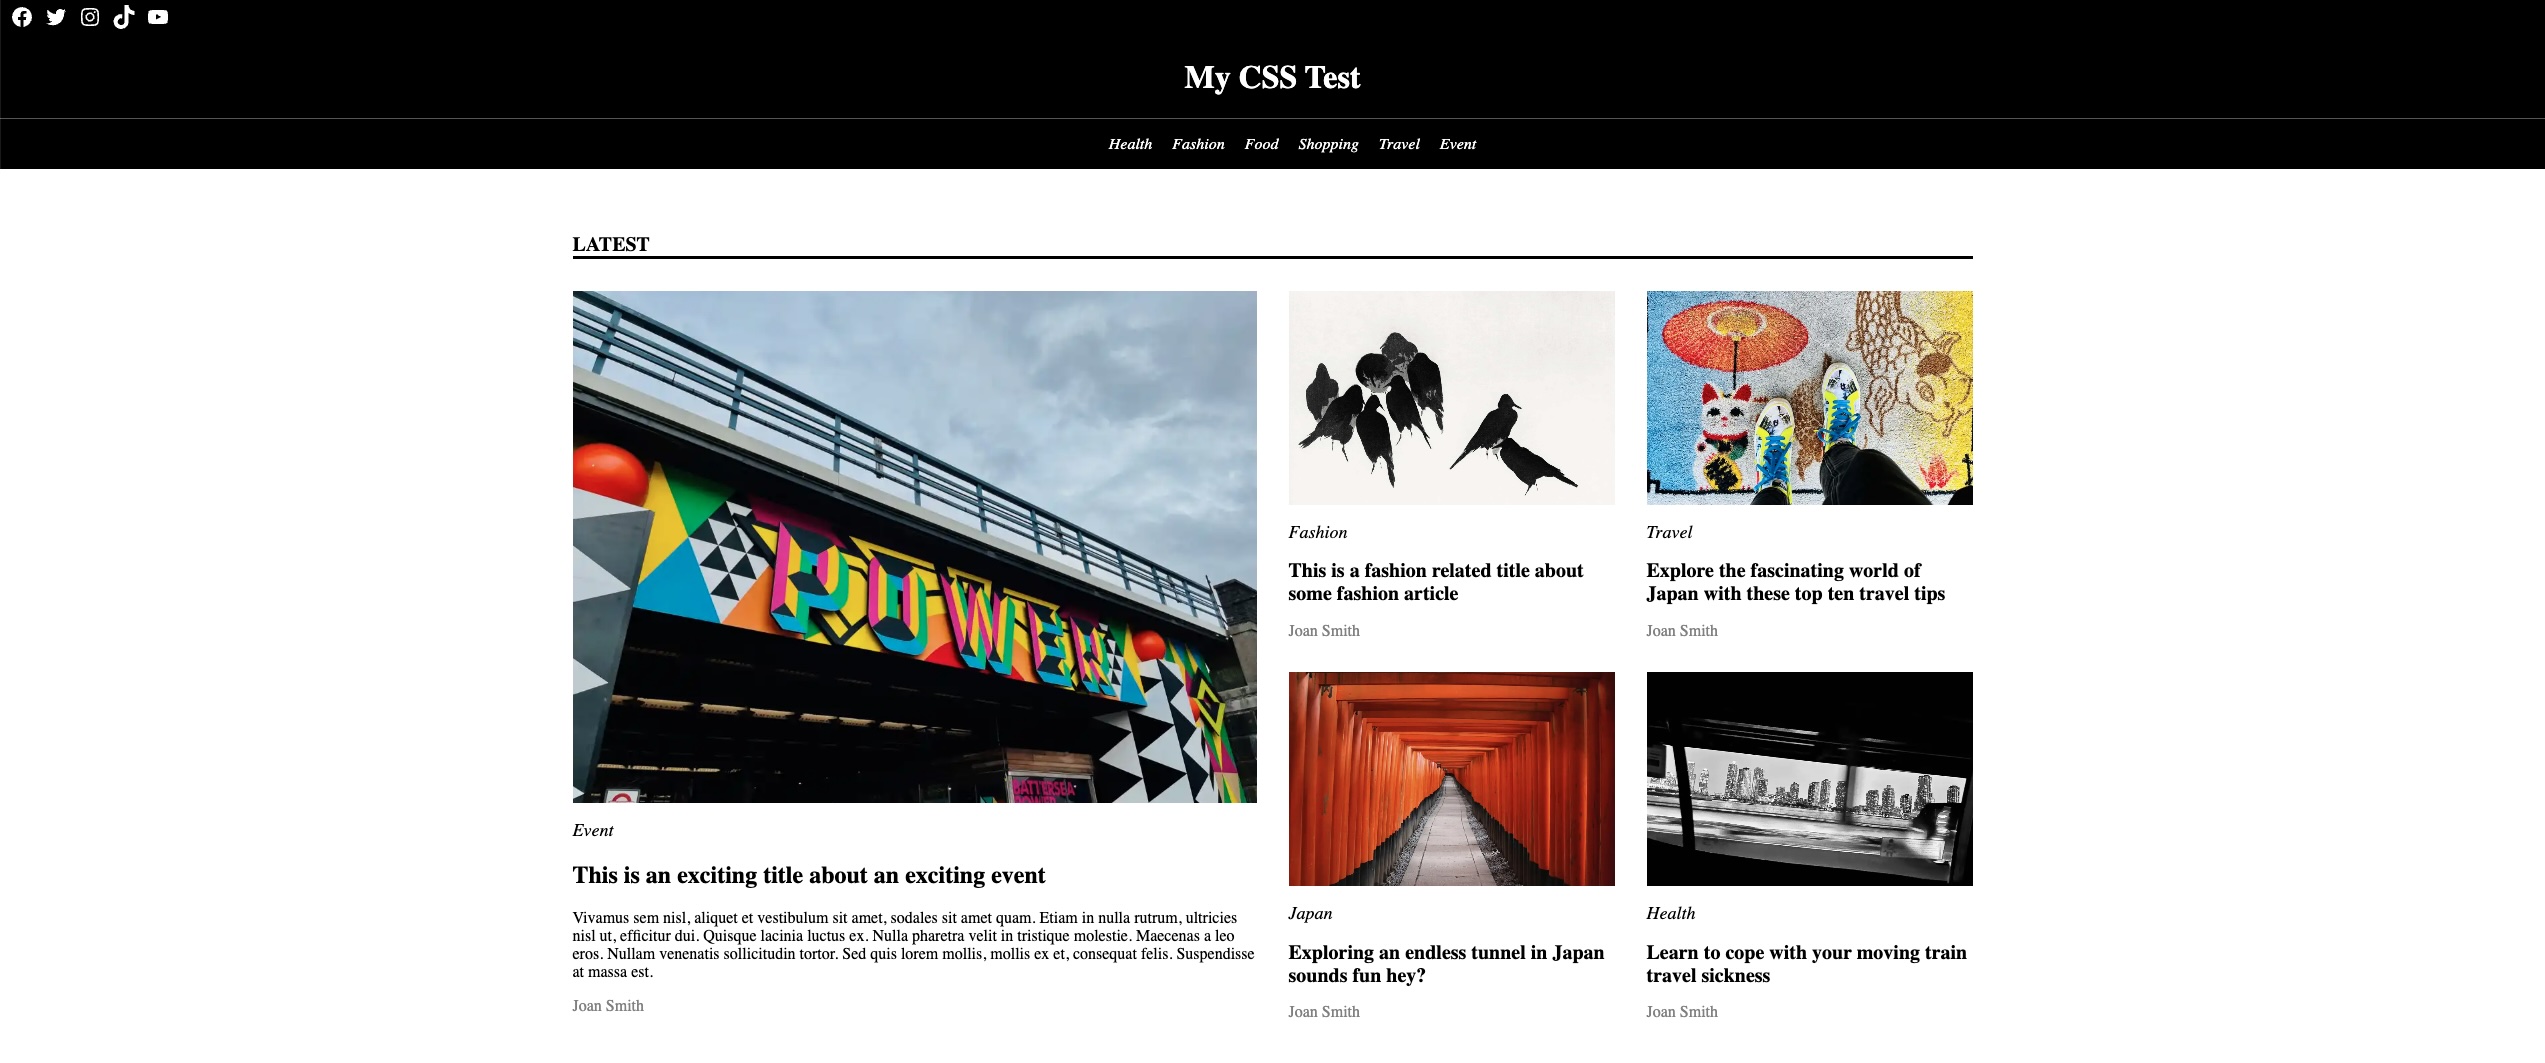 My CSS Test
Health Fashion Food Shopping Travel Event
LATEST
POWER
BATTERSEA
POWER
Event
This is an exciting title about an exciting event
Vivamus sem nisl, aliquet et vestibulum sit amet, sodales sit amet quam. Etiam in nulla rutrum, ultricies
nisl ut, efficitur dui. Quisque lacinia luctus ex. Nulla pharetra velit in tristique molestie. Maecenas a leo
eros. Nullam venenatis sollicitudin tortor. Sed quis lorem mollis, mollis ex et, consequat felis. Suspendisse
at massa est.
Joan Smith
Fashion
This is a fashion related title about
some fashion article
Joan Smith
Travel
Explore the fascinating world of
Japan with these top ten travel tips
Joan Smith
Japan
Exploring an endless tunnel in Japan
sounds fun hey?
Joan Smith
Health
Learn to cope with your moving train
travel sickness
Joan Smith